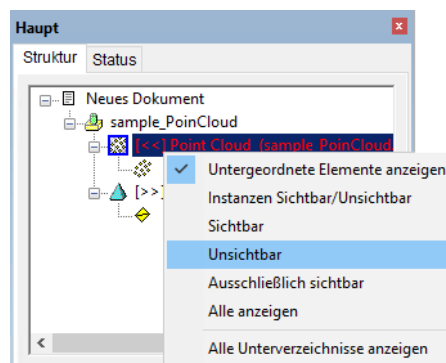 Haupt
Struktur Status
Neues Dokument
sample_PoinCloud
[<<] Point Cloud (sample_PoinCloud
[>>]
Untergeordnete Elemente anzeigen
Instanzen Sichtbar/Unsichtbar
Sichtbar
Unsichtbar
Ausschließlich sichtbar
Alle anzeigen
Alle Unterverzeichnisse anzeigen